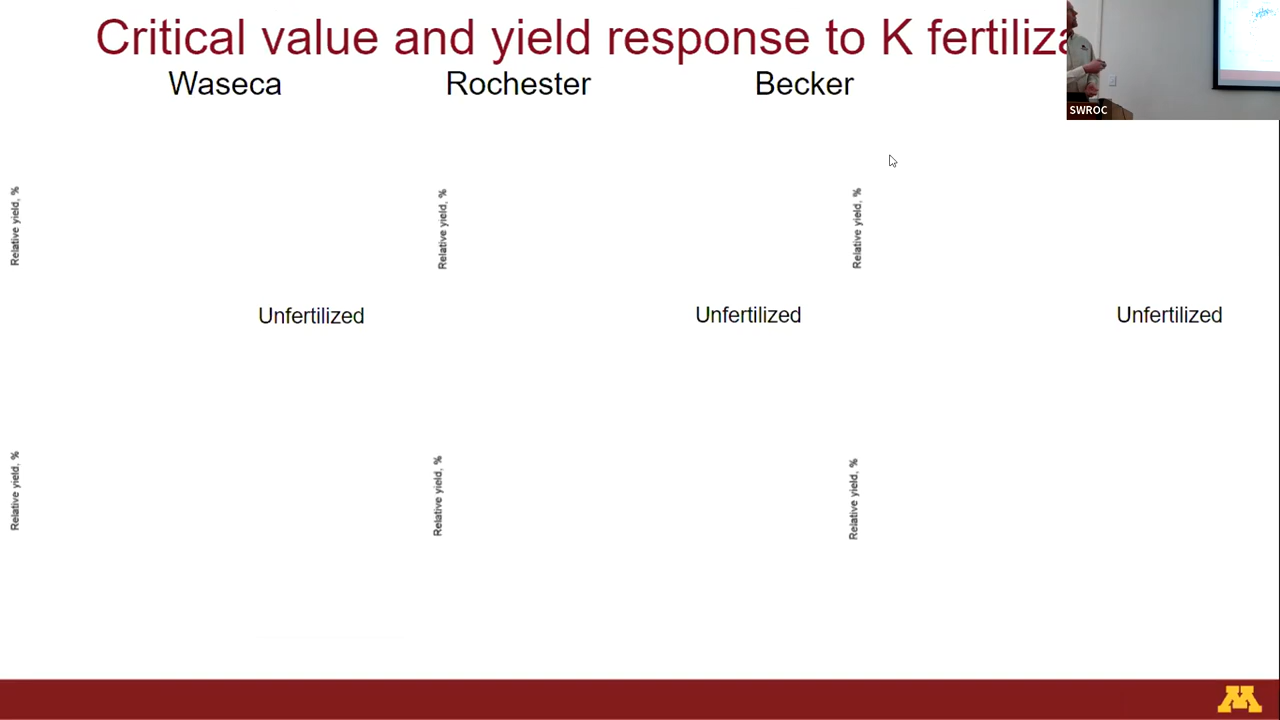 Critical value and yield response to K fertiliza
Waseca
Rochester
Becker
SWROC
Relative yield, %
Relative yield, %
Relative yield, %
Unfertilized
Unfertilized
Unfertilized
Relative yield, %
Relative yield, %
Relative yield, %
M